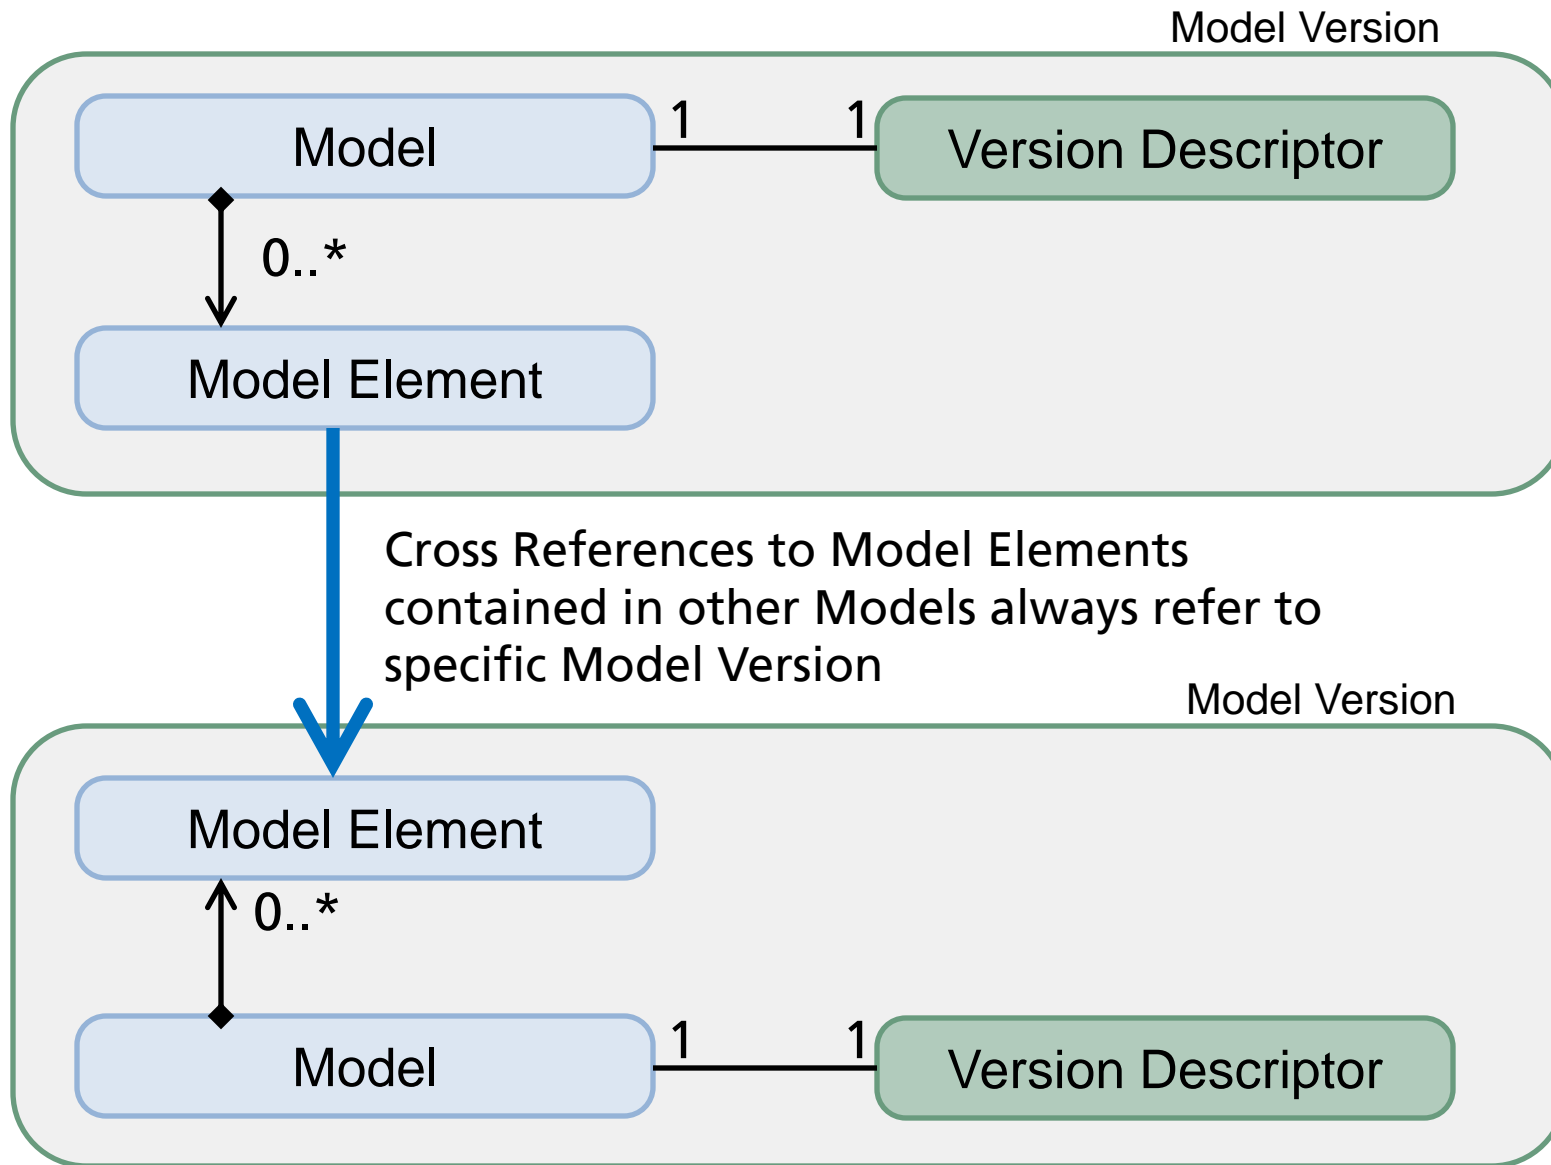 Model Version
Model
1
1
Version Descriptor
0..*
Model Element
Cross References to Model Elements
contained in other Models always refer to
specific Model Version
Model Version
Model Element
0..*
Model
1
1
Version Descriptor